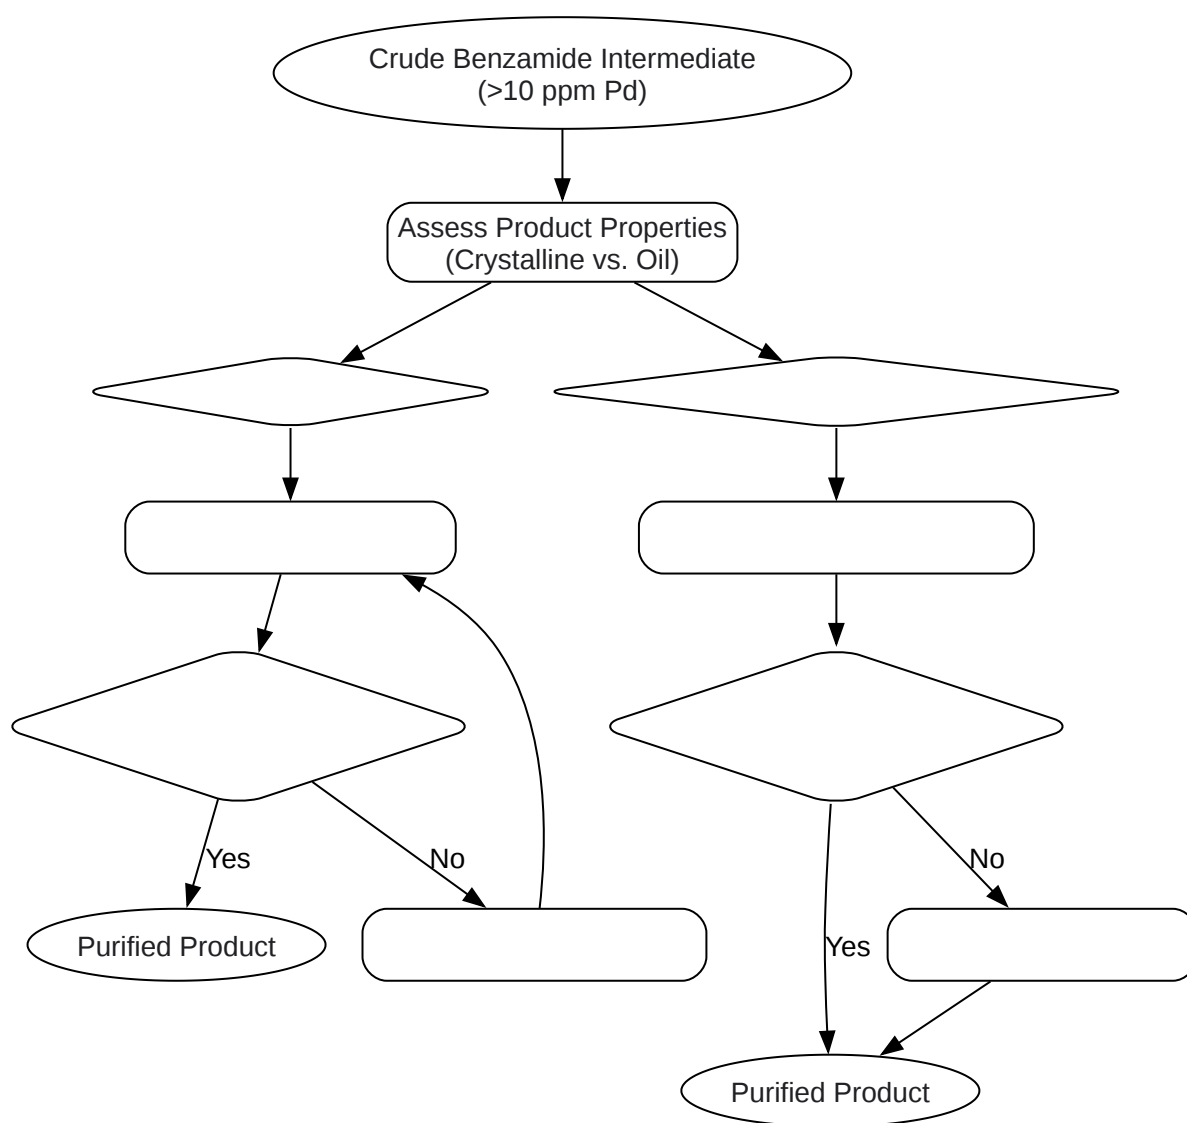 Crude Benzamide Intermediate
(>10 ppm Pd)
Assess Product Properties
(Crystalline vs. Oil)
Yes
No
No
Purified Product
Yes
Purified Product